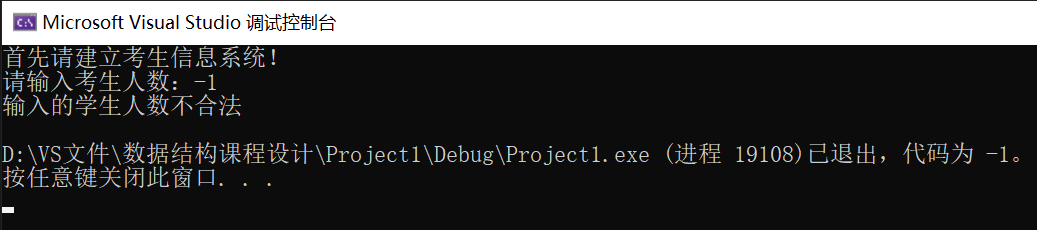 Microsoft Visual Studio 调试控制台
首先请建立考生信息系统！
请输入考生人数：-1
输入的学生人数不合法
D:\VS文件\数据结构课程设计\Project1\Debug\Project1.exe (进程 19108)已退出，代码为 -1。
按任意键关闭此窗口. . .